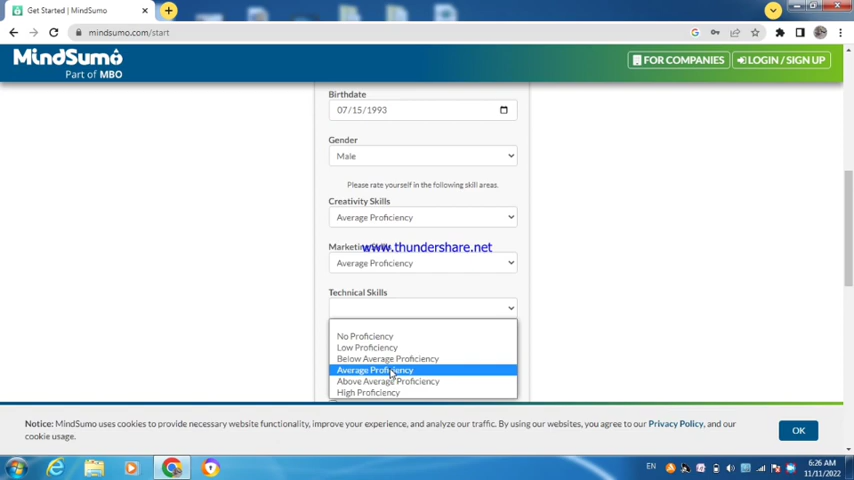 Get Started | MindSumo
mindsumo.com/start
MindSumo
Part of MBO
FOR COMPANIES
LOGIN / SIGN UP
Birthdate
07/15/1993
Gender
Male
Please rate yourself in the following skill areas.
Creativity Skills
Average Proficiency
Marketing Skills
www.thundershare.net
Average Proficiency
Technical Skills
No Proficiency
Low Proficiency
Below Average Proficiency
Average Proficiency
Above Average Proficiency
High Proficiency
Notice: MindSumo uses cookies to provide necessary website functionality, improve your experience, and analyze our traffic. By using our websites, you agree to our Privacy Policy, and our
cookie usage.
OK
EN
6:26 AM
11/11/2022